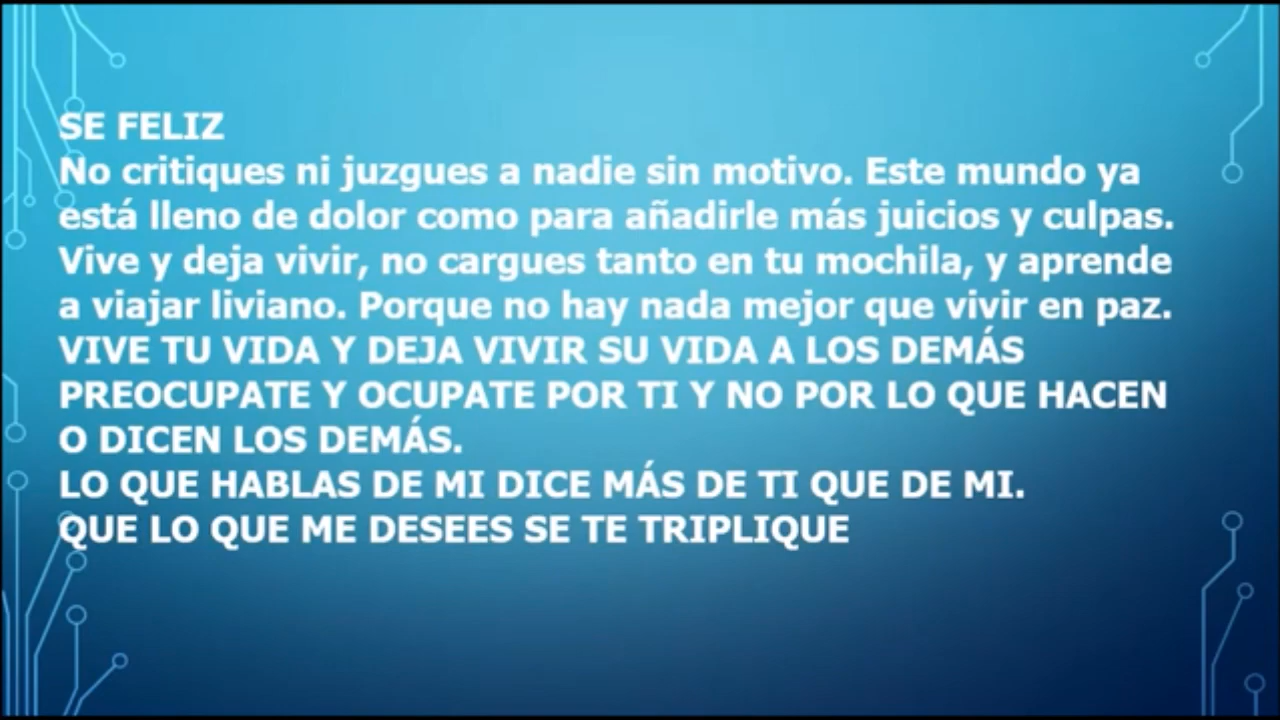 SE FELIZ
No critiques ni juzgues a nadie sin motivo. Este mundo ya
está lleno de dolor como para añadirle más juicios y culpas.
Vive y deja vivir, no cargues tanto en tu mochila, y aprende
a viajar liviano. Porque no hay nada mejor que vivir en paz.
VIVE TU VIDA Y DEJA VIVIR SU VIDA A LOS DEMÁS
PREOCUPATE Y OCUPATE POR TI Y NO POR LO QUE HACEN
O DICEN LOS DEMÁS.
LO QUE HABLAS DE MI DICE MÁS DE TI QUE DE MI.
QUE LO QUE ME DESEES SE TE TRIPLIQUE